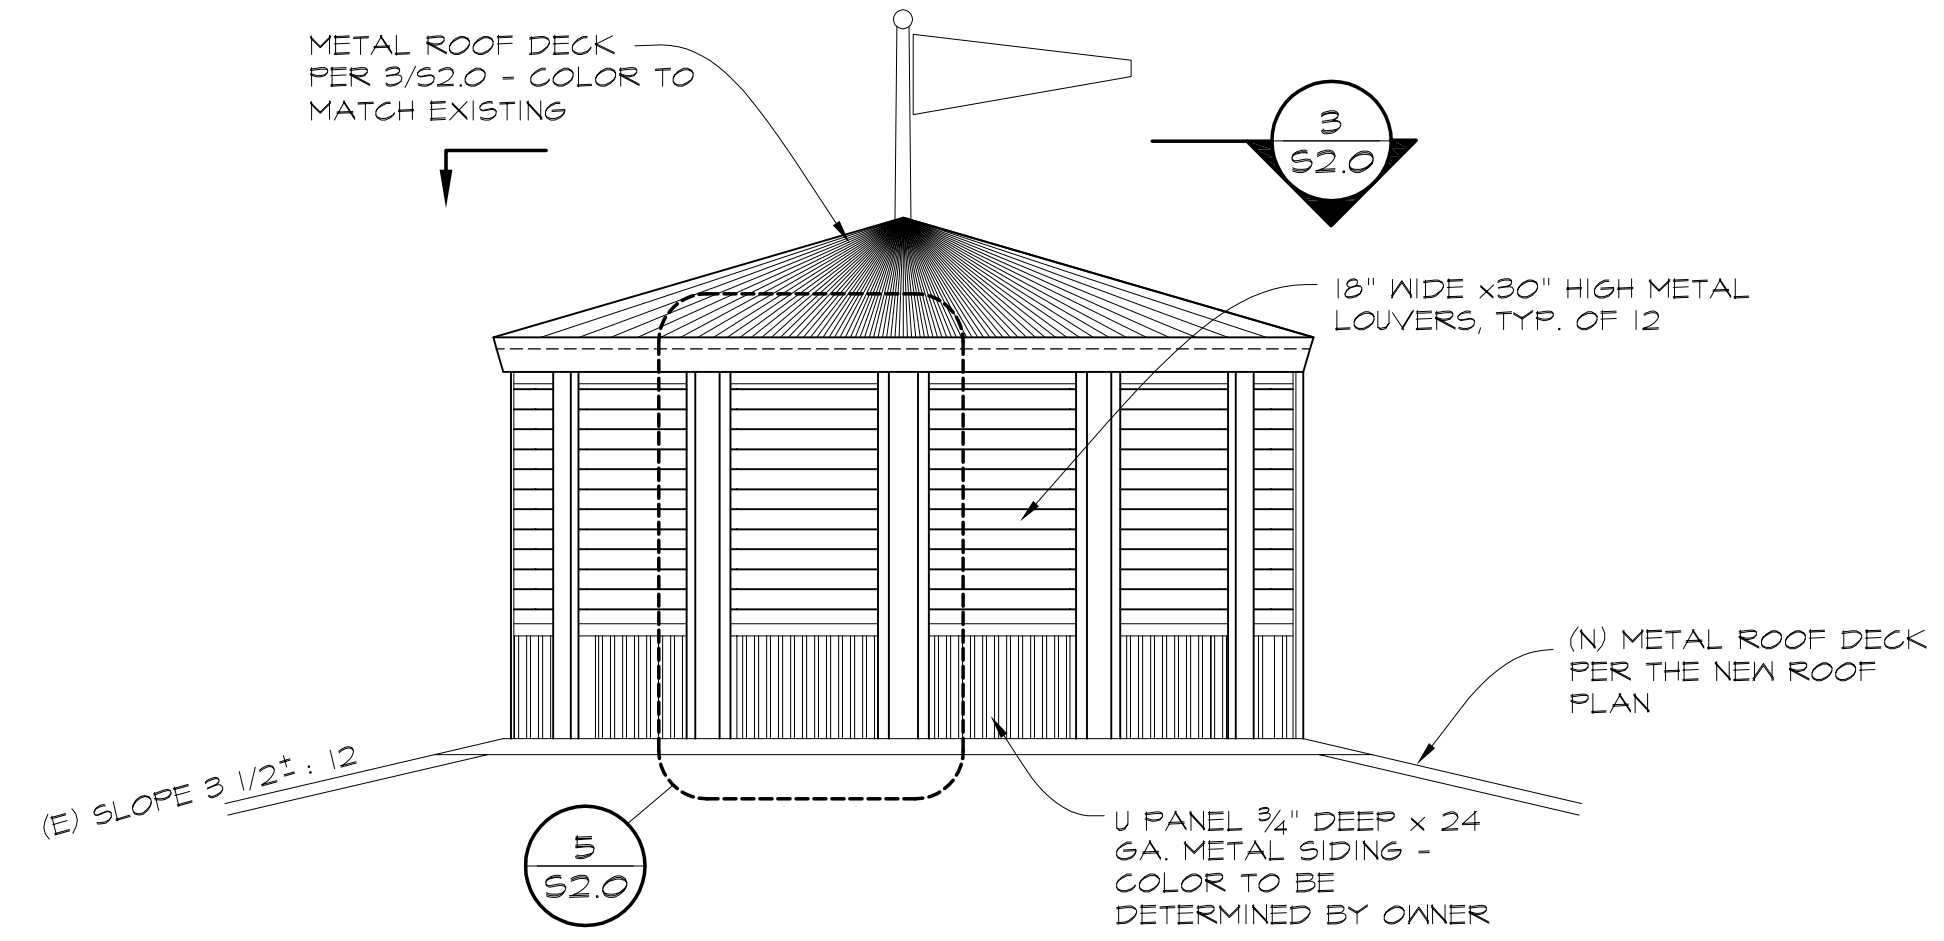 METAL ROOF DECK
PER 3/S2.0 - COLOR TO
MATCH EXISTING
3
S2.0
18" WIDE x30" HIGH METAL
LOUVERS, TYP. OF 12
(N) METAL ROOF DECK
PER THE NEW ROOF
PLAN
(E) SLOPE 3 1/2± : 12
5
S2.0
U PANEL ¾" DEEP x 24
GA. METAL SIDING -
COLOR TO BE
DETERMINED BY OWNER